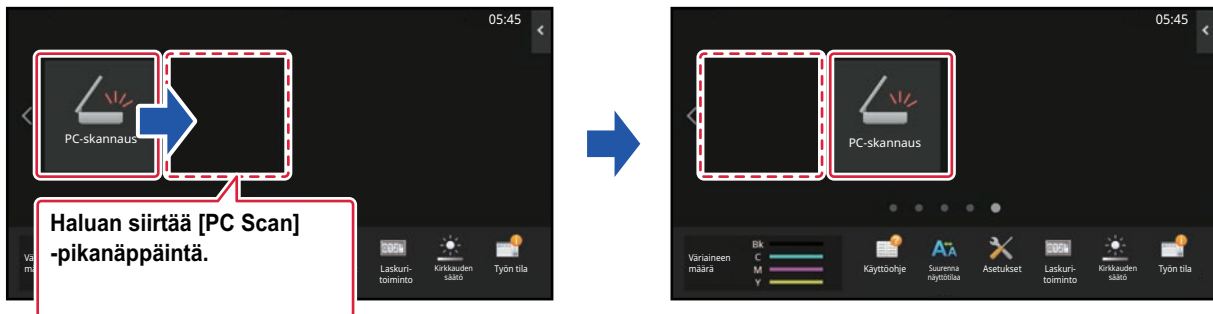 05:45
PC-skannaus
Haluan siirtää [PC Scan]
-pikanäppäintä.
Laskuri-
toiminto
Kirkkauden
säätö
Työn tila
05:45
PC-skannaus
Väriaineen
määrä
Bk
C
M
Y
Käyttöohje
Suurenna
näyttötilaa
Asetukset
Laskuri-
toiminto
Kirkkauden
säätö
Työn tila